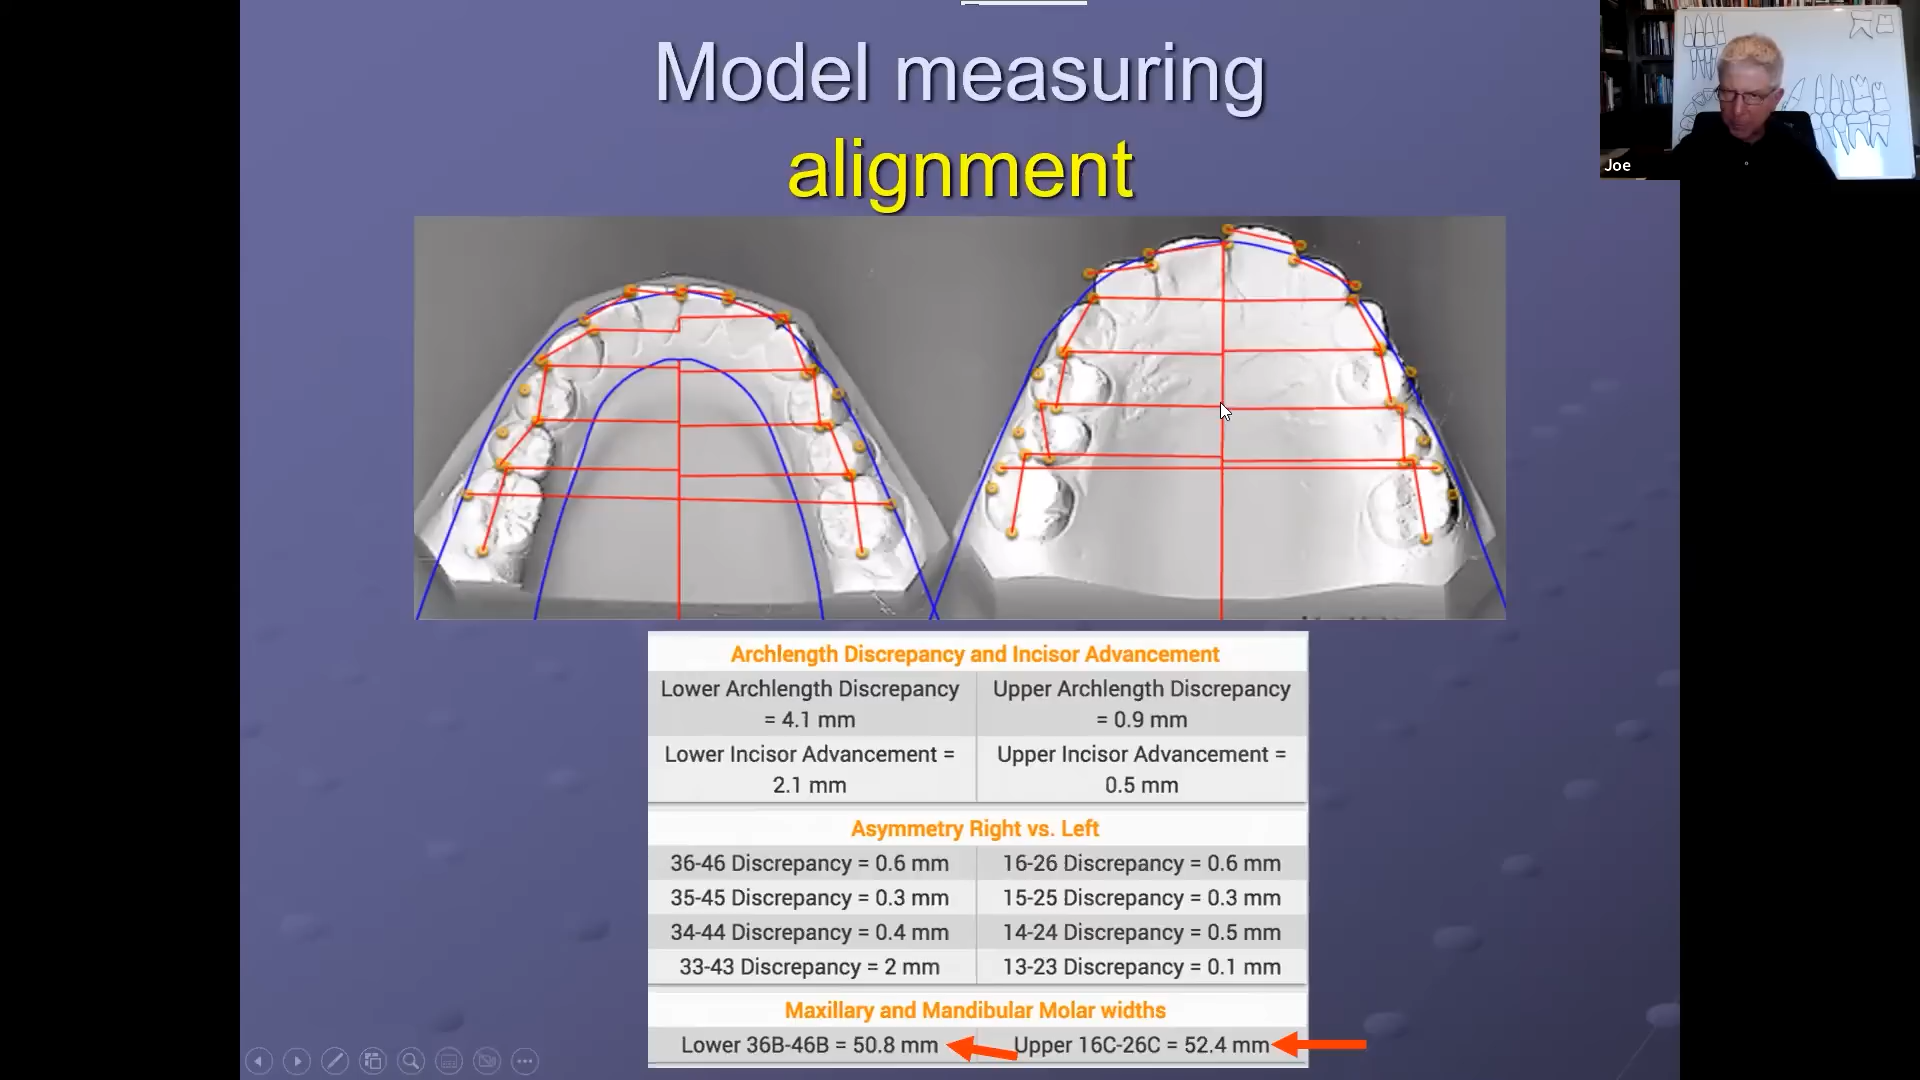 Model measuring
alignment
Joe
Archlength Discrepancy and Incisor Advancement
Lower Archlength Discrepancy
= 4.1 mm
Upper Archlength Discrepancy
= 0.9 mm
Lower Incisor Advancement =
2.1 mm
Upper Incisor Advancement =
0.5 mm
Asymmetry Right vs. Left
36-46 Discrepancy = 0.6 mm
16-26 Discrepancy = 0.6 mm
35-45 Discrepancy = 0.3 mm
15-25 Discrepancy = 0.3 mm
34-44 Discrepancy = 0.4 mm
14-24 Discrepancy = 0.5 mm
33-43 Discrepancy = 2 mm
13-23 Discrepancy = 0.1 mm
Maxillary and Mandibular Molar widths
Lower 36B-46B = 50.8 mm
Upper 16C-26C = 52.4 mm